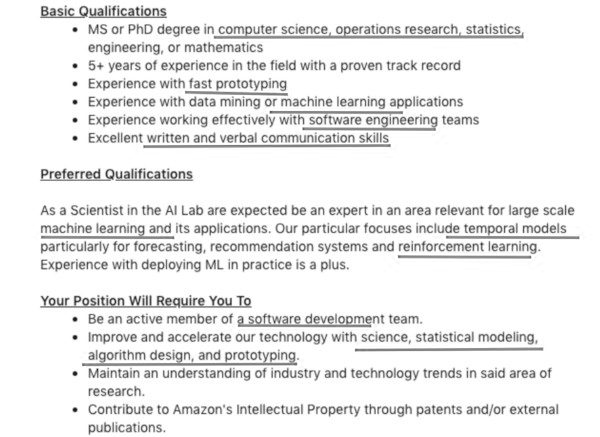 Basic Qualifications
• MS or PhD degree in computer science, operations research, statistics,
engineering, or mathematics
• 5+ years of experience in the field with a proven track record
• Experience with fast prototyping
• Experience with data mining or machine learning applications
• Experience working effectively with software engineering teams
• Excellent written and verbal communication skills
Preferred Qualifications
As a Scientist in the AI Lab are expected be an expert in an area relevant for large scale
machine learning and its applications. Our particular focuses include temporal models
particularly for forecasting, recommendation systems and reinforcement learning.
Experience with deploying ML in practice is a plus.
Your Position Will Require You To
• Be an active member of a software development team.
• Improve and accelerate our technology with science, statistical modeling,
algorithm design, and prototyping.
• Maintain an understanding of industry and technology trends in said area of
research.
• Contribute to Amazon's Intellectual Property through patents and/or external
publications.